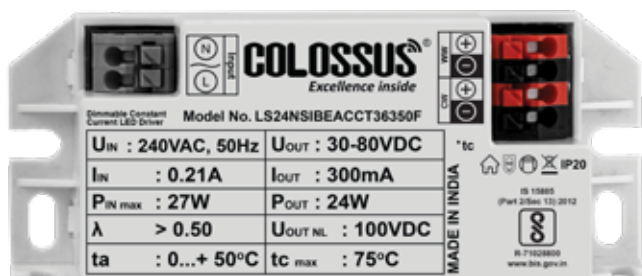 N
L
Input
COLOSSUS®
Excellence inside
WW
CW
Dimmable Constant
Current LED Driver
Model No. LS24NSIBEACCT36350F
UIN : 240VAC, 50Hz
UOUT : 30-80VDC
IIN : 0.21A
IOUT : 300mA
PIN max : 27W
POUT : 24W
λ > 0.50
UOUT NL : 100VDC
ta : 0...+ 50°C
tc max : 75°C
MADE IN INDIA
°tc
IP20
IS 15885
(Part 2/Sec 13) 2012
R-71028800
www.bis.gov.in